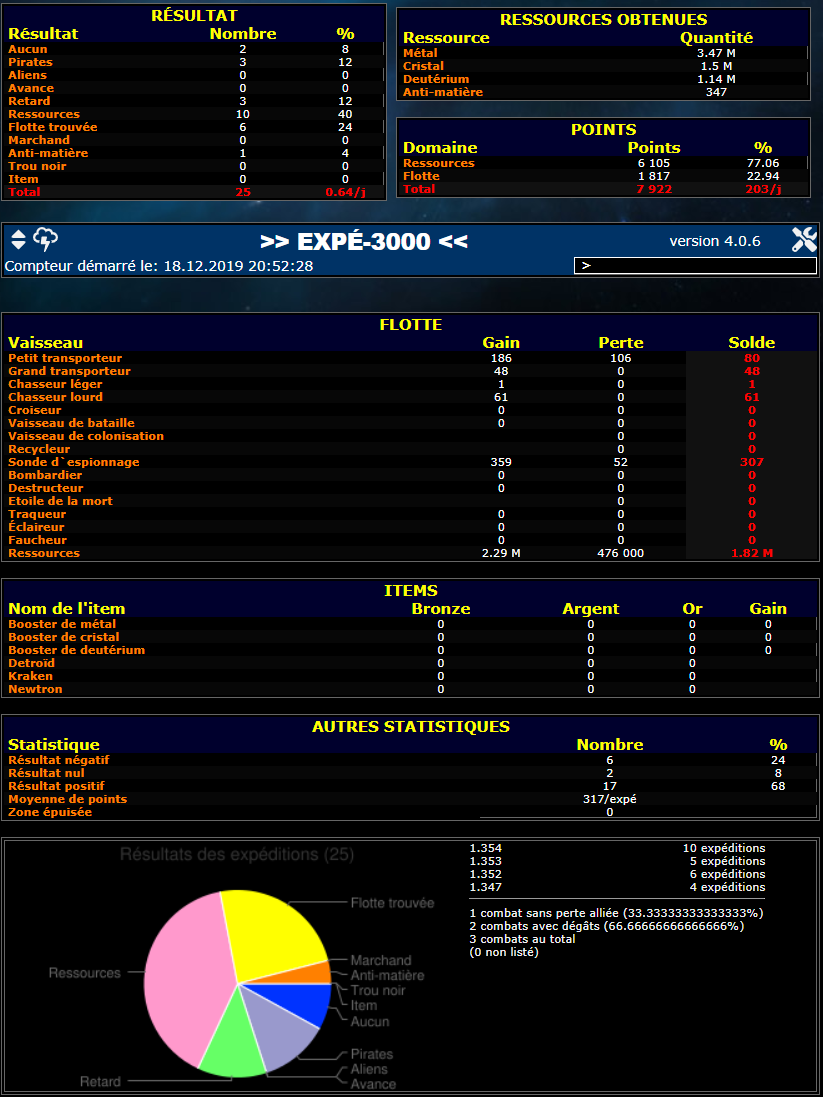 RÉSULTAT
Résultat Nombre %
Aucun 2 8
Pirates 3 12
Aliens 0 0
Avance 0 0
Retard 3 12
Ressources 10 40
Flotte trouvée 6 24
Marchand 0 0
Anti-matière 1 4
Trou noir 0 0
Item 0 0
Total 25 0.64/j
RESSOURCES OBTENUES
Ressource Quantité
Métal 3.47 M
Cristal 1.5 M
Deutérium 1.14 M
Anti-matière 347
POINTS
Domaine Points %
Ressources 6 105 77.06
Flotte 1 817 22.94
Total 7 922 203/j
>> EXPÉ-3000 << version 4.0.6
Compteur démarré le: 18.12.2019 20:52:28 >
FLOTTE
Vaisseau Gain Perte Solde
Petit transporteur 186 106 80
Grand transporteur 48 0 48
Chasseur léger 1 0 1
Chasseur lourd 61 0 61
Croiseur 0 0 0
Vaisseau de bataille 0 0 0
Vaisseau de colonisation 0 0
Recycleur 0 0
Sonde d`espionnage 359 52 307
Bombardier 0 0 0
Destructeur 0 0 0
Etoile de la mort 0 0
Traqueur 0 0 0
Éclaireur 0 0 0
Faucheur 0 0 0
Ressources 2.29 M 476 000 1.82 M
ITEMS
Nom de l'item Bronze Argent Or Gain
Booster de métal 0 0 0 0
Booster de cristal 0 0 0 0
Booster de deutérium 0 0 0 0
Detroïd 0 0 0
Kraken 0 0 0
Newtron 0 0 0
AUTRES STATISTIQUES
Statistique Nombre %
Résultat négatif 6 24
Résultat nul 2 8
Résultat positif 17 68
Moyenne de points 317/expé
Zone épuisée 0
Résultats des expéditions (25)
Flotte trouvée
Marchand
Anti-matière
Trou noir
Item
Aucun
Pirates
Aliens
Avance
Retard
Ressources
1.354 10 expéditions
1.353 5 expéditions
1.352 6 expéditions
1.347 4 expéditions
1 combat sans perte alliée (33.33333333333333%)
2 combats avec dégâts (66.66666666666666%)
3 combats au total
(0 non listé)